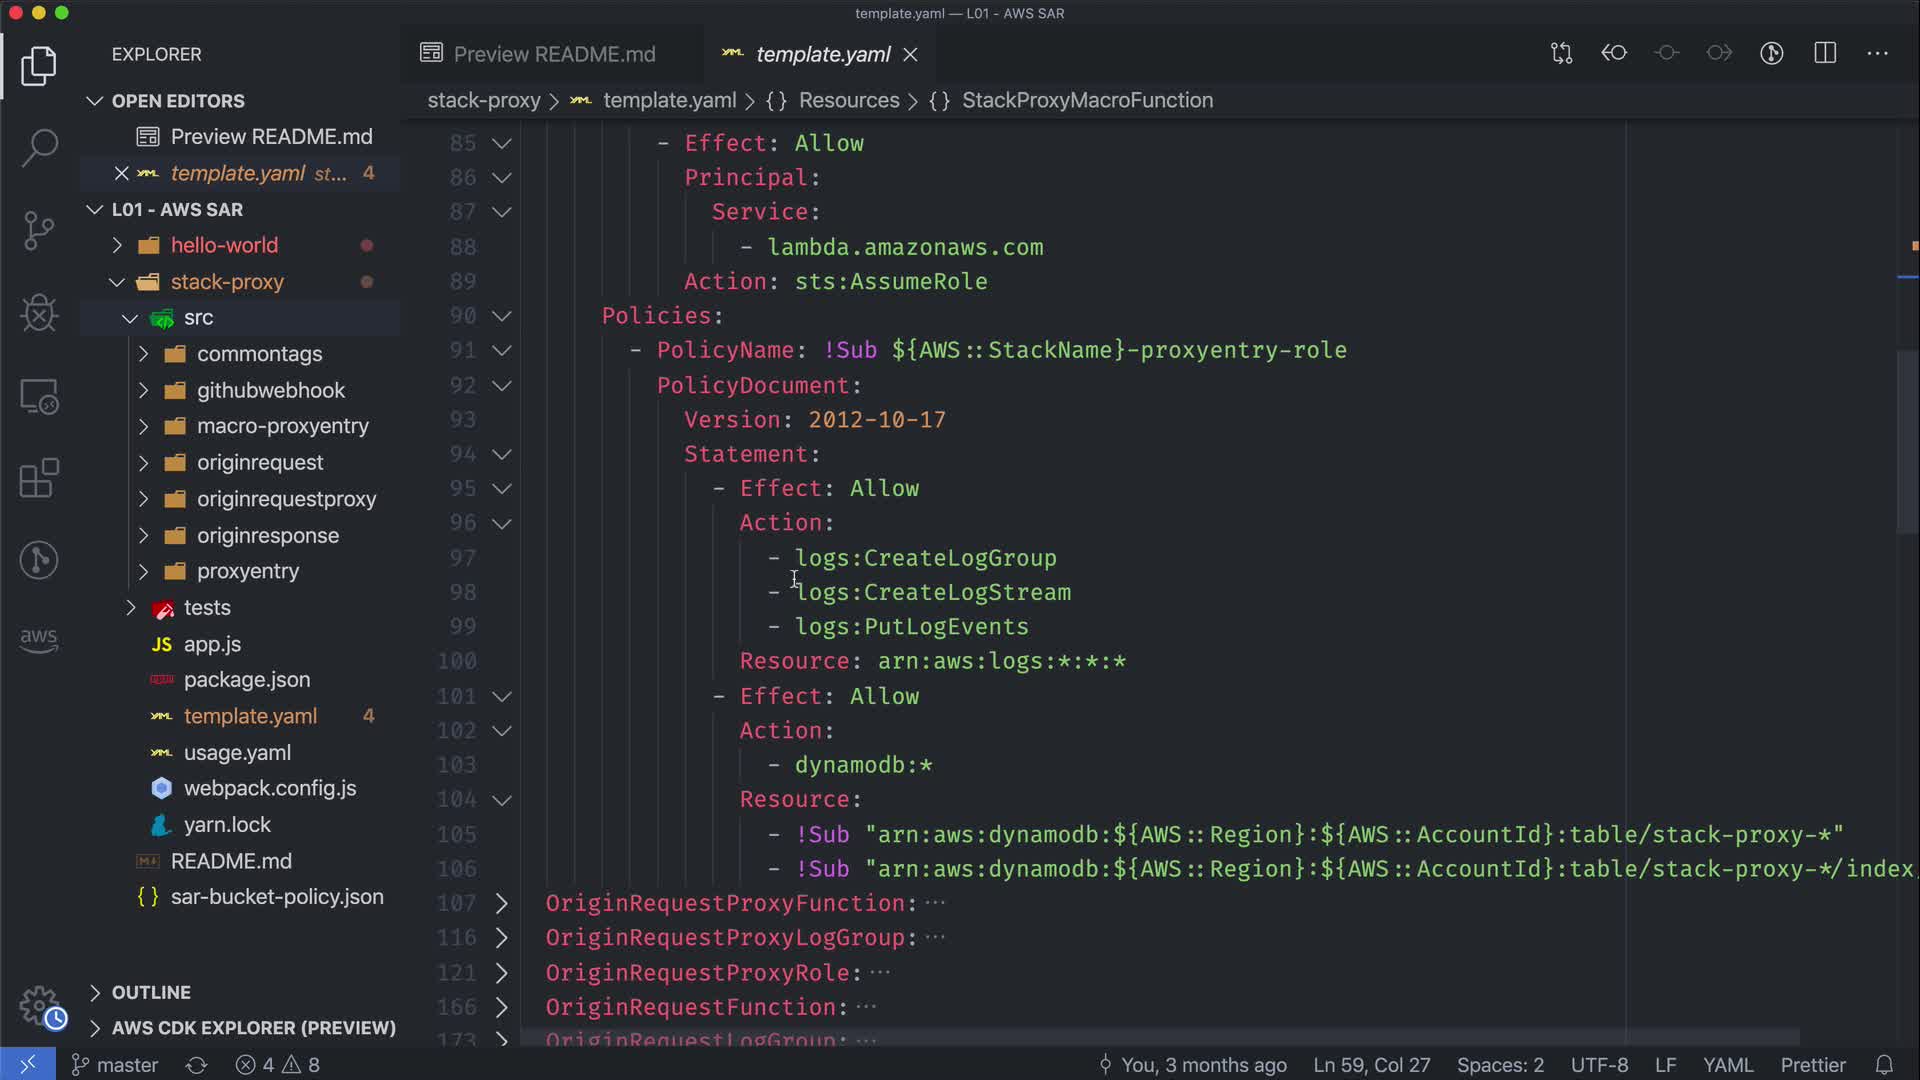 template.yaml — L01 - AWS SAR
EXPLORER
OPEN EDITORS
Preview README.md
template.yaml st... 4
L01 - AWS SAR
hello-world
stack-proxy
src
commontags
githubwebhook
macro-proxyentry
originrequest
originrequestproxy
originresponse
proxyentry
tests
JS app.js
package.json
template.yaml 4
usage.yaml
webpack.config.js
yarn.lock
README.md
{ } sar-bucket-policy.json
OUTLINE
AWS CDK EXPLORER (PREVIEW)
aws
Preview README.md
template.yaml
stack-proxy > template.yaml > {} Resources > {} StackProxyMacroFunction
85 - Effect: Allow
86 Principal:
87 Service:
88 - lambda.amazonaws.com
89 Action: sts:AssumeRole
90 Policies:
91 - PolicyName: !Sub ${AWS::StackName}-proxyentry-role
92 PolicyDocument:
93 Version: 2012-10-17
94 Statement:
95 - Effect: Allow
96 Action:
97 - logs:CreateLogGroup
98 - logs:CreateLogStream
99 - logs:PutLogEvents
100 Resource: arn:aws:logs:*:*:*
101 - Effect: Allow
102 Action:
103 - dynamodb:*
104 Resource:
105 - !Sub "arn:aws:dynamodb:${AWS::Region}:${AWS::AccountId}:table/stack-proxy-*"
106 - !Sub "arn:aws:dynamodb:${AWS::Region}:${AWS::AccountId}:table/stack-proxy-*/index
107 OriginRequestProxyFunction: ...
116 OriginRequestProxyLogGroup: ...
121 OriginRequestProxyRole: ...
166 OriginRequestFunction: ...
173 OriginRequestLogGroup: ...
master 4 8 You, 3 months ago Ln 59, Col 27 Spaces: 2 UTF-8 LF YAML Prettier